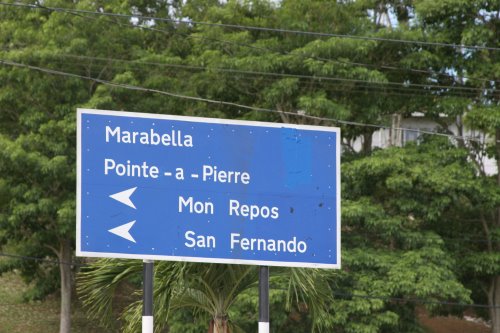 Marabella
Pointe - a - Pierre
Mon Repos
San Fernando